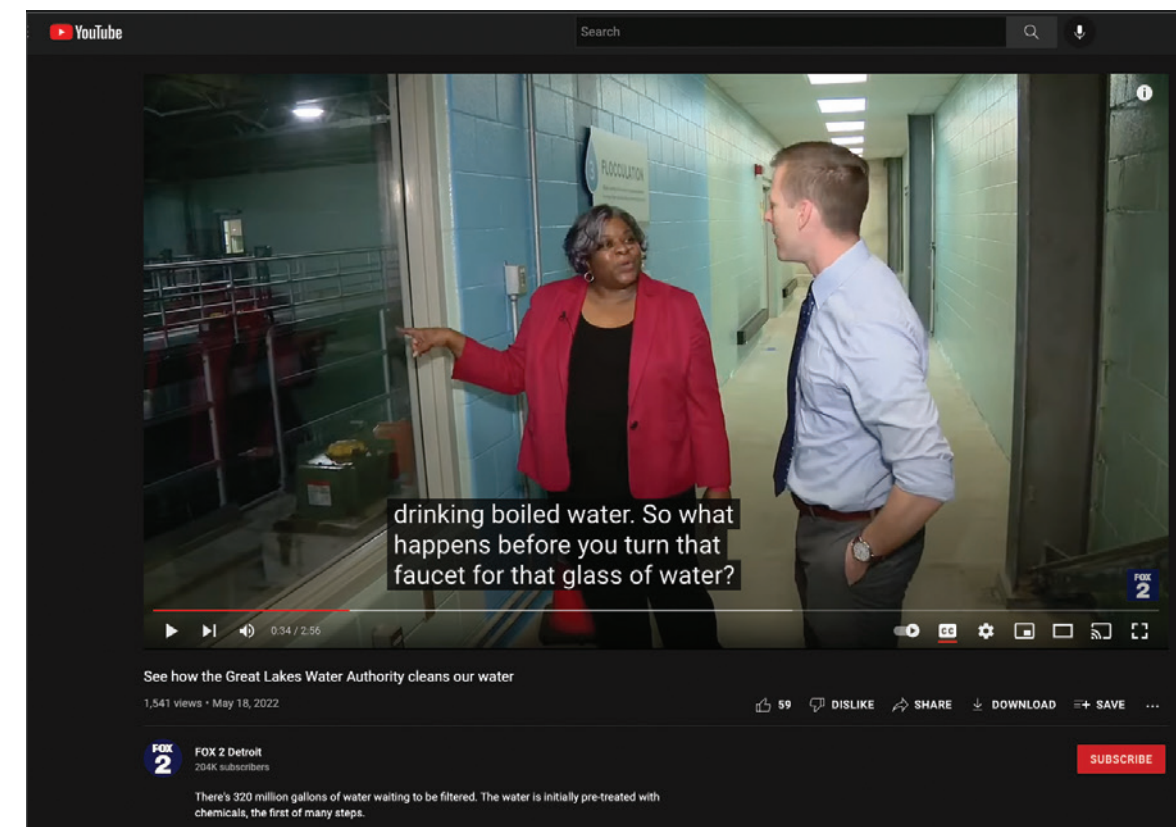 YouTube
Search
3
FLOCCULATION
drinking boiled water. So what
happens before you turn that
faucet for that glass of water?
FOX
2
0:34 / 2:56
CC
See how the Great Lakes Water Authority cleans our water
1,541 views • May 18, 2022
59 DISLIKE SHARE DOWNLOAD SAVE ...
FOX
2
FOX 2 Detroit
204K subscribers
SUBSCRIBE
There's 320 million gallons of water waiting to be filtered. The water is initially pre-treated with
chemicals, the first of many steps.